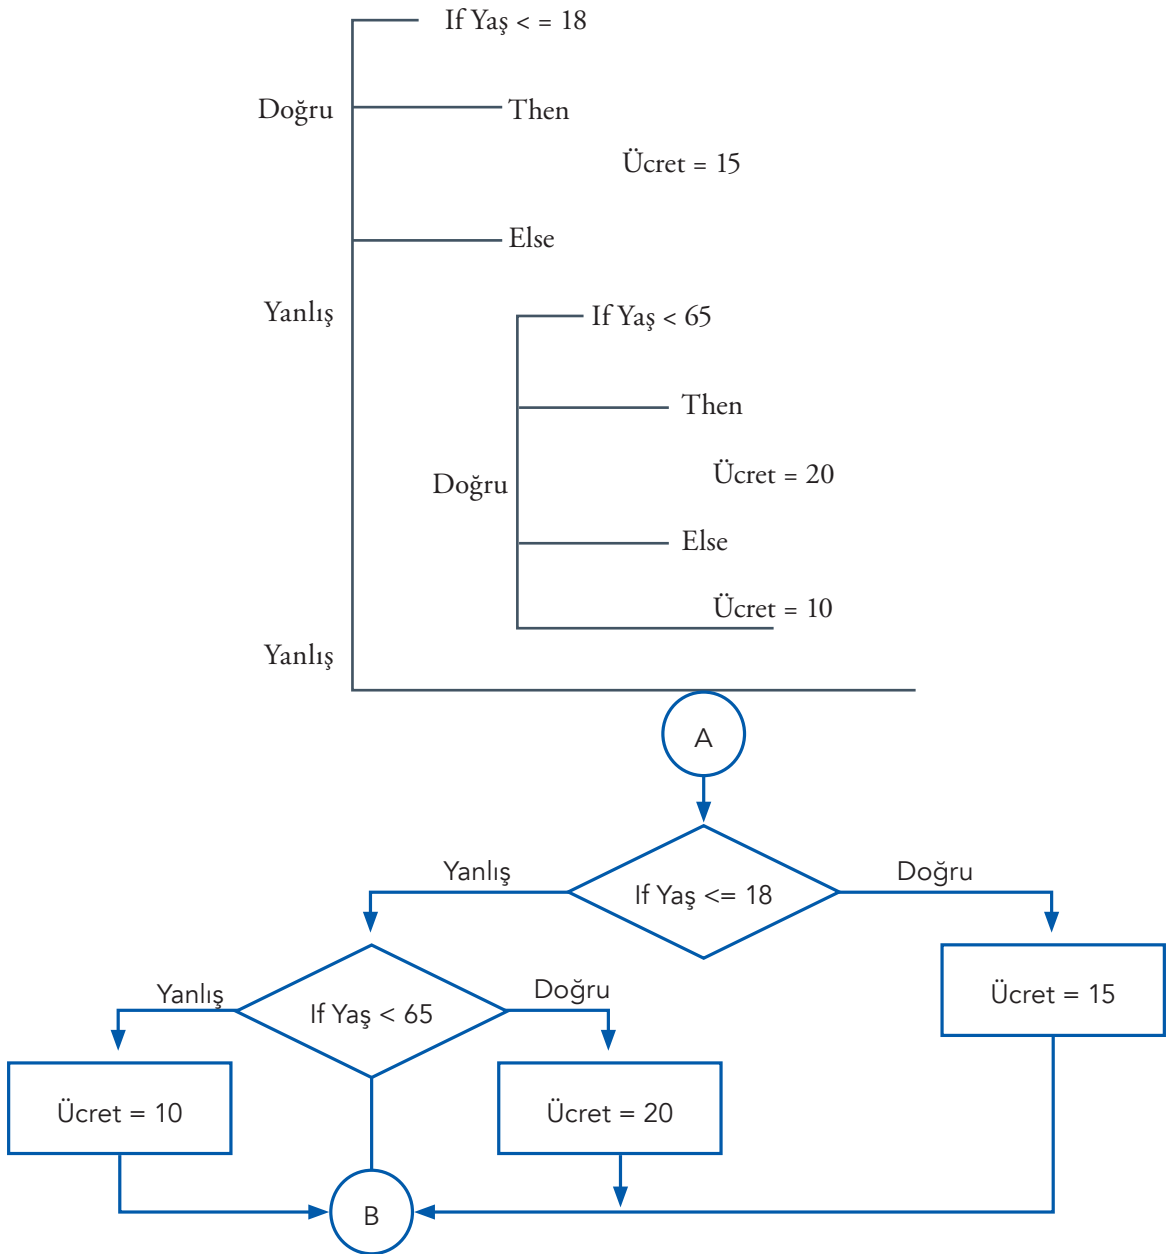 If Yaş < = 18
Doğru
Then
Ücret = 15
Else
Yanlış
If Yaş < 65
Then
Doğru
Ücret = 20
Else
Ücret = 10
Yanlış
A
Yanlış
Doğru
If Yaş <= 18
Yanlış
Doğru
If Yaş < 65
Ücret = 15
Ücret = 10
Ücret = 20
B